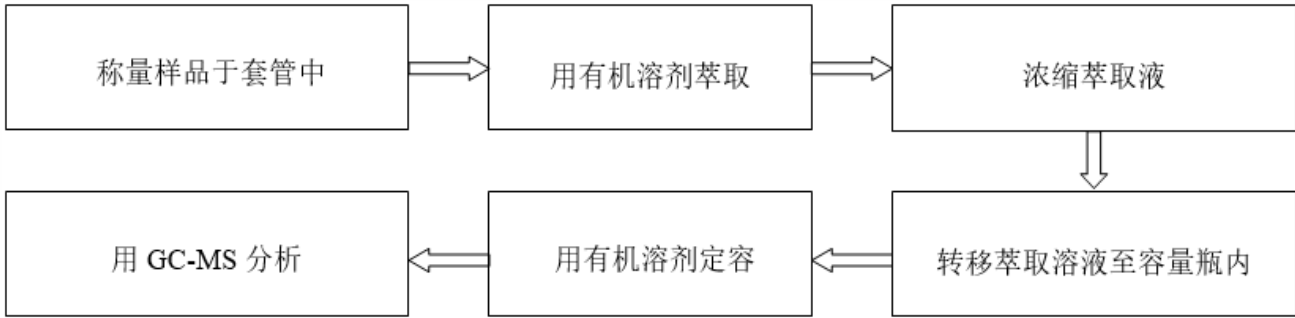 称量样品于套管中
用有机溶剂萃取
浓缩萃取液
转移萃取溶液至容量瓶内
用有机溶剂定容
用 GC-MS 分析